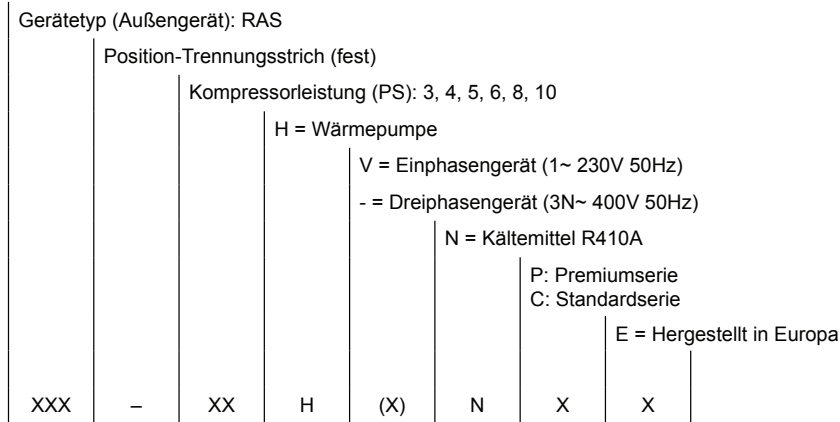 Gerätetyp (Außengerät): RAS
Position-Trennungsstrich (fest)
Kompressorleistung (PS): 3, 4, 5, 6, 8, 10
H = Wärmepumpe
V = Einphasengerät (1~ 230V 50Hz)
- = Dreiphasengerät (3N~ 400V 50Hz)
N = Kältemittel R410A
P: Premiumserie
C: Standardserie
E = Hergestellt in Europa
XXX – XX H (X) N X X